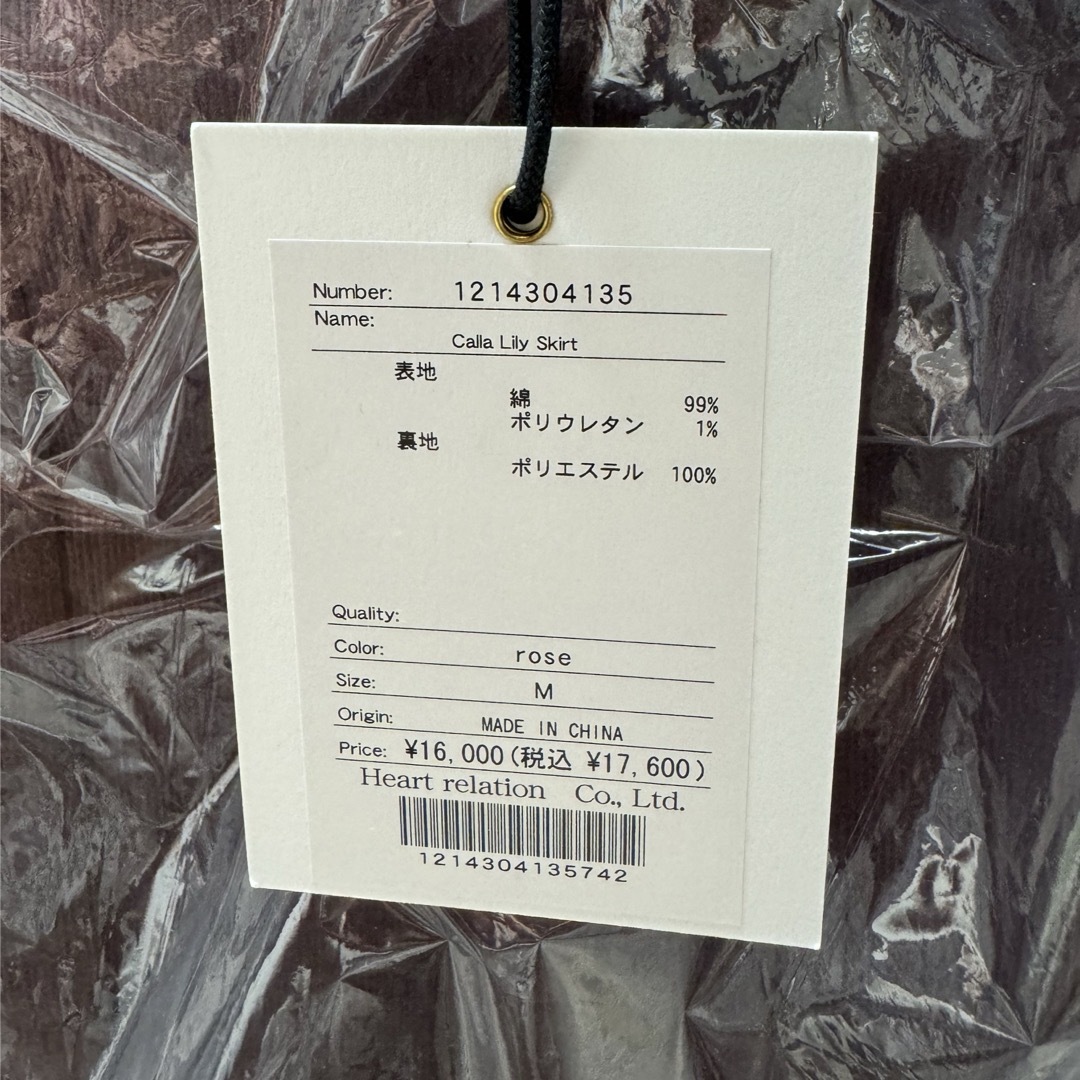 Number: 1214304135
Name:
Calla Lily Skirt
表地
綿 99%
ポリウレタン 1%
裏地
ポリエステル 100%
Quality:
Color: rose
Size: M
Origin: MADE IN CHINA
Price: ¥16,000(税込 ¥17,600)
Heart relation Co., Ltd.
1214304135742